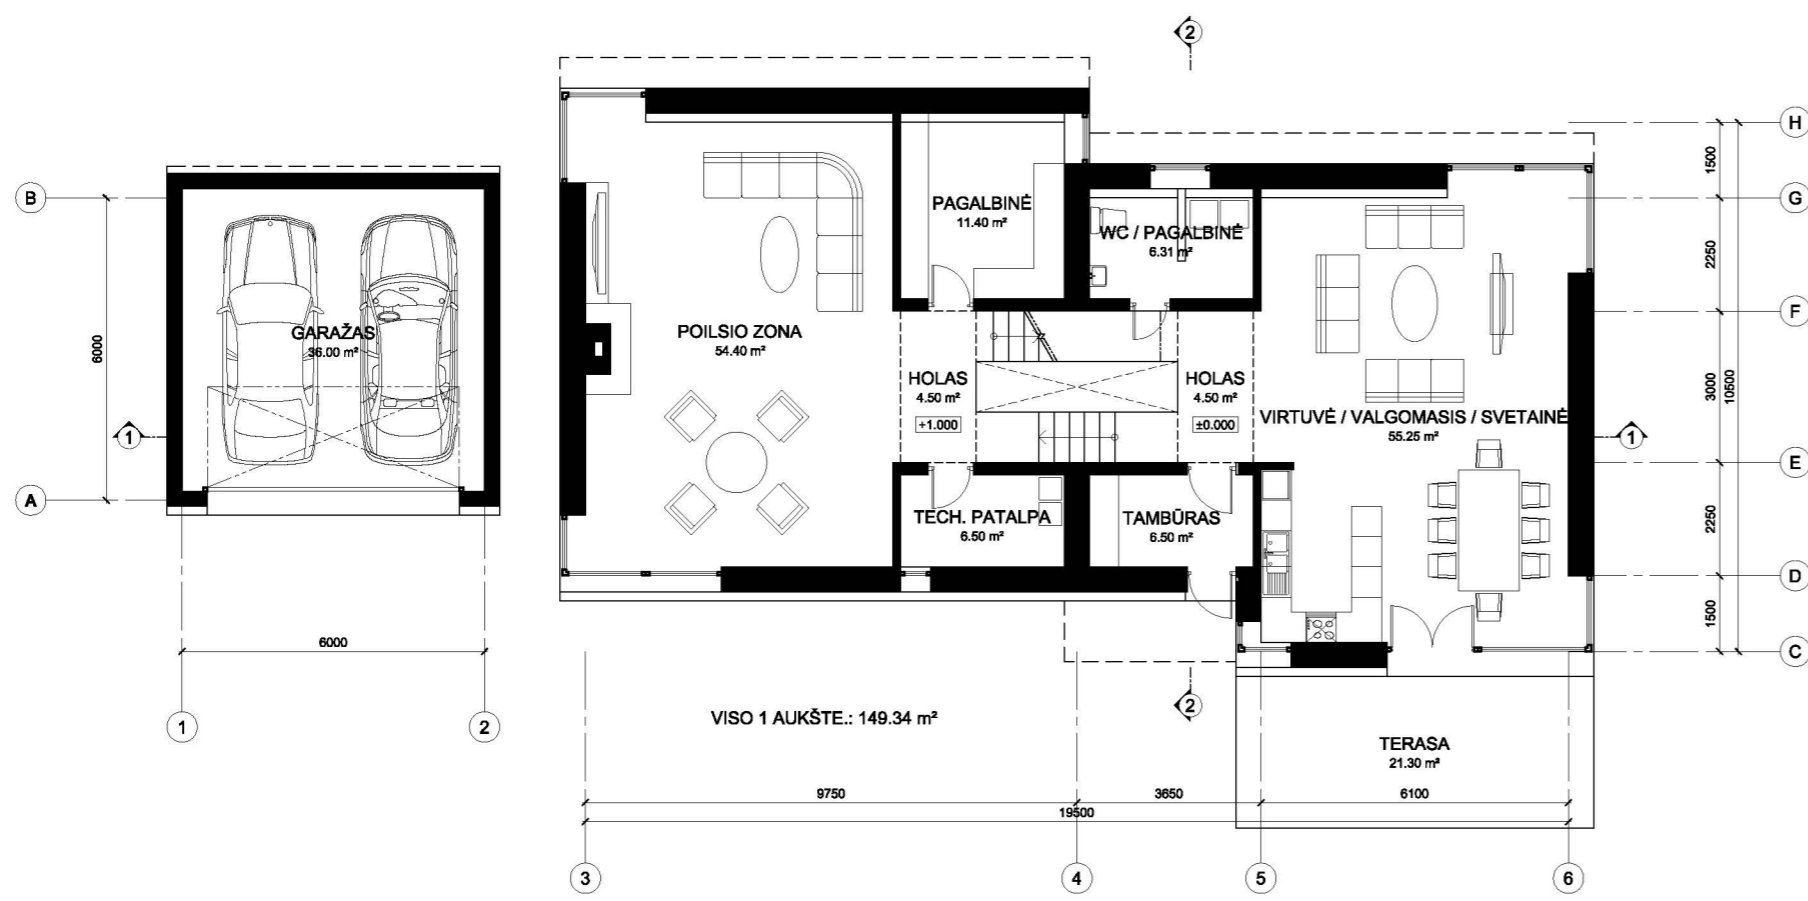 2
H
1500
B
G
PAGALBINĖ
11.40 m²
WC / PAGALBINĖ
6.31 m²
2250
F
GARAŽAS
36.00 m²
6000
POILSIO ZONA
54.40 m²
HOLAS
4.50 m²
+1.000
HOLAS
4.50 m²
±0.000
3000
10500
VIRTUVĖ / VALGOMASIS / SVETAINĖ
55.25 m²
1
1
E
A
TECH. PATALPA
6.50 m²
TAMBŪRAS
6.50 m²
2250
D
1500
6000
C
2
1
2
VISO 1 AUKŠTE.: 149.34 m²
TERASA
21.30 m²
9750
3650
6100
19500
3
4
5
6